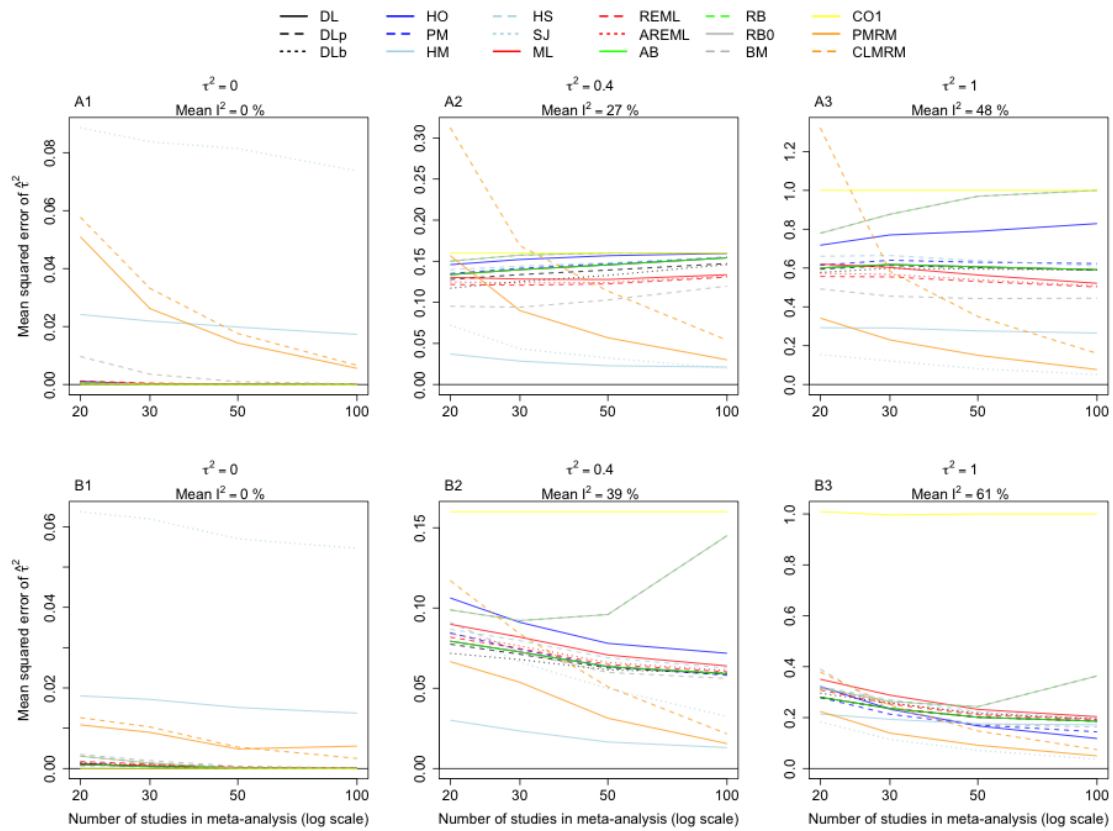 DL HO HS REML RB CO1
DLp PM SJ AREML RB0 PMRM
DLb HM ML AB BM CLMRM
τ² = 0
A1
Mean I² = 0 %
τ² = 0.4
A2
Mean I² = 27 %
τ² = 1
A3
Mean I² = 48 %
Mean squared error of τ̂²
0.08
0.06
0.04
0.02
0.00
20 30 50 100
0.30
0.25
0.20
0.15
0.10
0.05
0.00
20 30 50 100
1.2
1.0
0.8
0.6
0.4
0.2
0.0
20 30 50 100
τ² = 0
B1
Mean I² = 0 %
τ² = 0.4
B2
Mean I² = 39 %
τ² = 1
B3
Mean I² = 61 %
Mean squared error of τ̂²
0.06
0.04
0.02
0.00
20 30 50 100
Number of studies in meta-analysis (log scale)
0.15
0.10
0.05
0.00
20 30 50 100
Number of studies in meta-analysis (log scale)
1.0
0.8
0.6
0.4
0.2
0.0
20 30 50 100
Number of studies in meta-analysis (log scale)